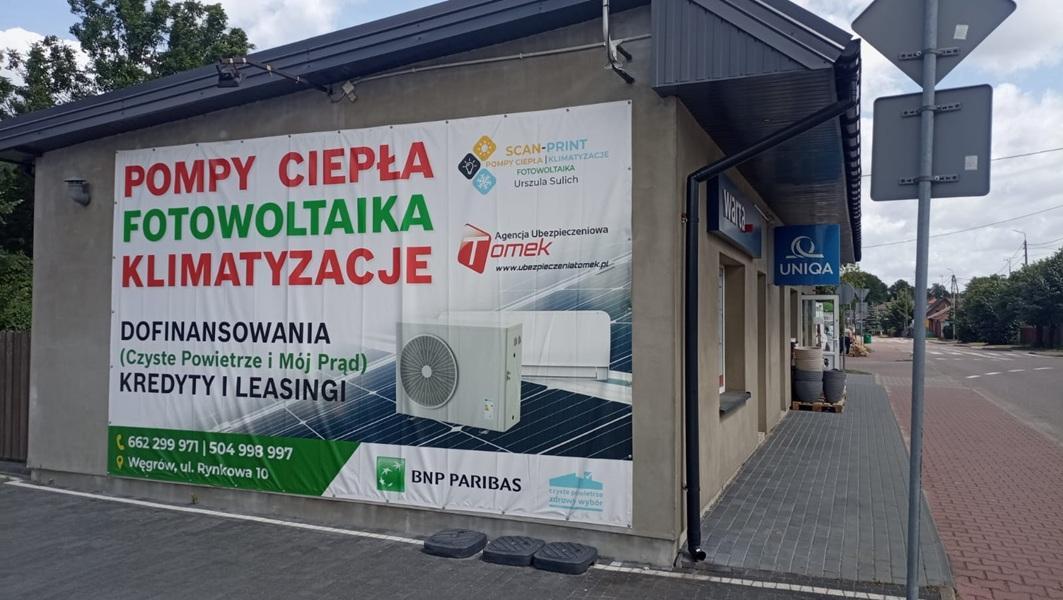 POMPY CIEPŁA
FOTOWOLTAIKA
KLIMATYZACJE
DOFINANSOWANIA
(Czyste Powietrze i Mój Prąd)
KREDYTY I LEASINGI
662 299 971 | 504 998 997
Węgrów, ul. Rynkowa 10
SCAN-PRINT
POMPY CIEPŁA | KLIMATYZACJE
FOTOWOLTAIKA
Urszula Sulich
Agencja Ubezpieczeniowa
Tomek
www.ubezpieczeniatomek.pl
BNP PARIBAS
czyste powietrze
zdrowy wybór
warta
UNIQA